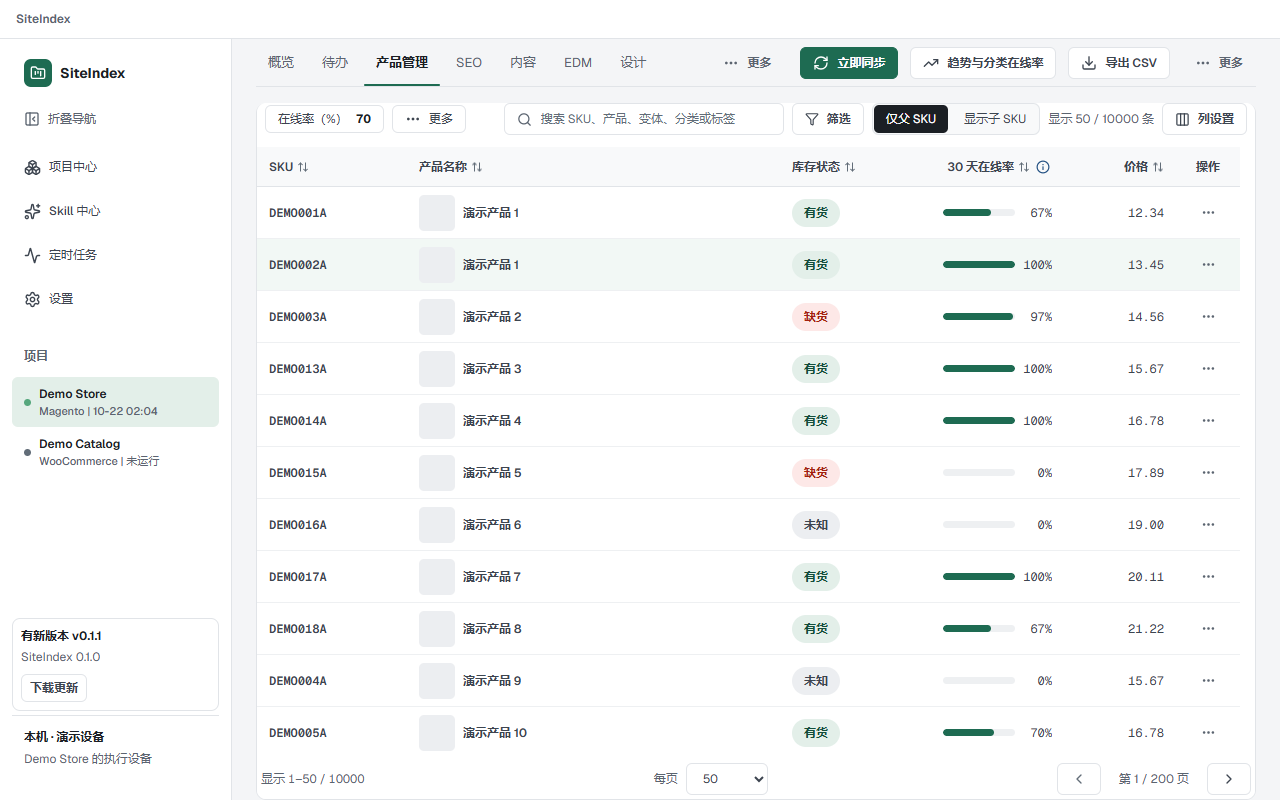 SiteIndex
SiteIndex
折叠导航
项目中心
Skill 中心
定时任务
设置
项目
Demo Store
Magento | 10-22 02:04
Demo Catalog
WooCommerce | 未运行
有新版本 v0.1.1
SiteIndex 0.1.0
下载更新
本机 · 演示设备
Demo Store 的执行设备
概览 待办 产品管理 SEO 内容 EDM 设计 ··· 更多 立即同步 趋势与分类在线率 导出 CSV ··· 更多
在线率（%） 70 ··· 更多 搜索 SKU、产品、变体、分类或标签 筛选 仅父 SKU 显示子 SKU 显示 50 / 10000 条 列设置
SKU 产品名称 库存状态 30 天在线率 价格 操作
DEMO001A 演示产品 1 有货 67% 12.34 ···
DEMO002A 演示产品 1 有货 100% 13.45 ···
DEMO003A 演示产品 2 缺货 97% 14.56 ···
DEMO013A 演示产品 3 有货 100% 15.67 ···
DEMO014A 演示产品 4 有货 100% 16.78 ···
DEMO015A 演示产品 5 缺货 0% 17.89 ···
DEMO016A 演示产品 6 未知 0% 19.00 ···
DEMO017A 演示产品 7 有货 100% 20.11 ···
DEMO018A 演示产品 8 有货 67% 21.22 ···
DEMO004A 演示产品 9 未知 0% 15.67 ···
DEMO005A 演示产品 10 有货 70% 16.78 ···
显示 1–50 / 10000 每页 50 第 1 / 200 页